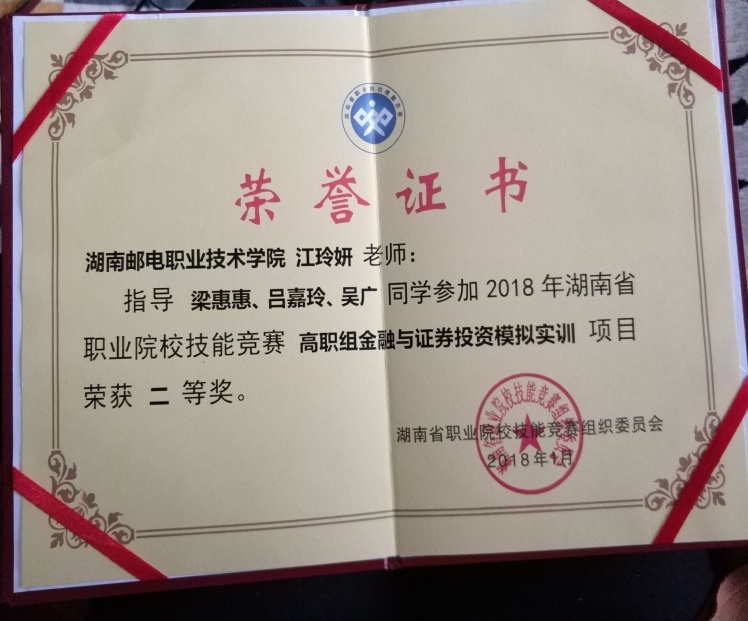 荣誉证书
湖南邮电职业技术学院 江玲妍 老师：
指导 梁惠惠、吕嘉玲、吴广 同学参加 2018 年湖南省
职业院校技能竞赛 高职组金融与证券投资模拟实训 项目
荣获 二 等奖。
湖南省职业院校技能竞赛组织委员会
2018年1月